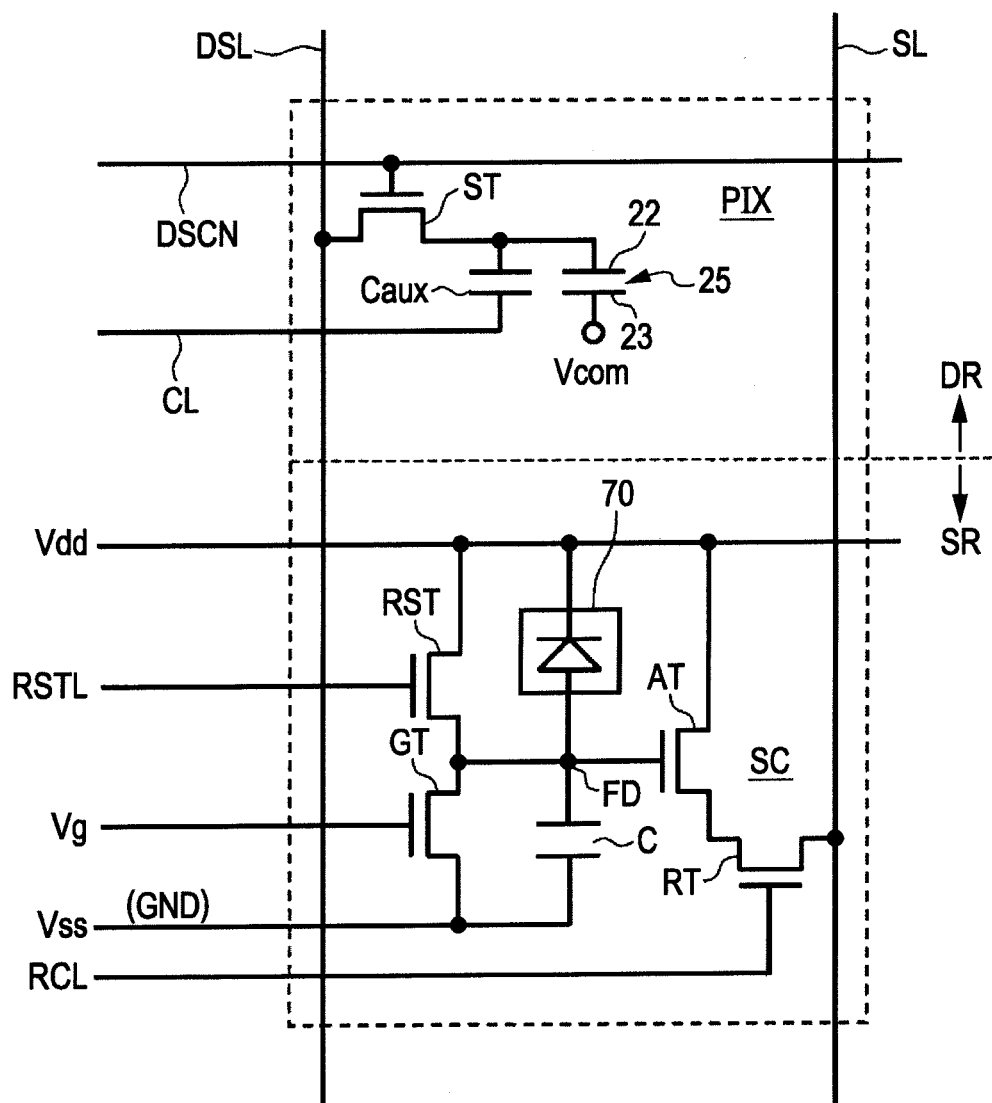 DSL
SL
DSCN
ST
PIX
22
Caux
25
23
Vcom
CL
DR
SR
70
Vdd
RST
RSTL
AT
GT
SC
FD
Vg
C
RT
Vss (GND)
RCL